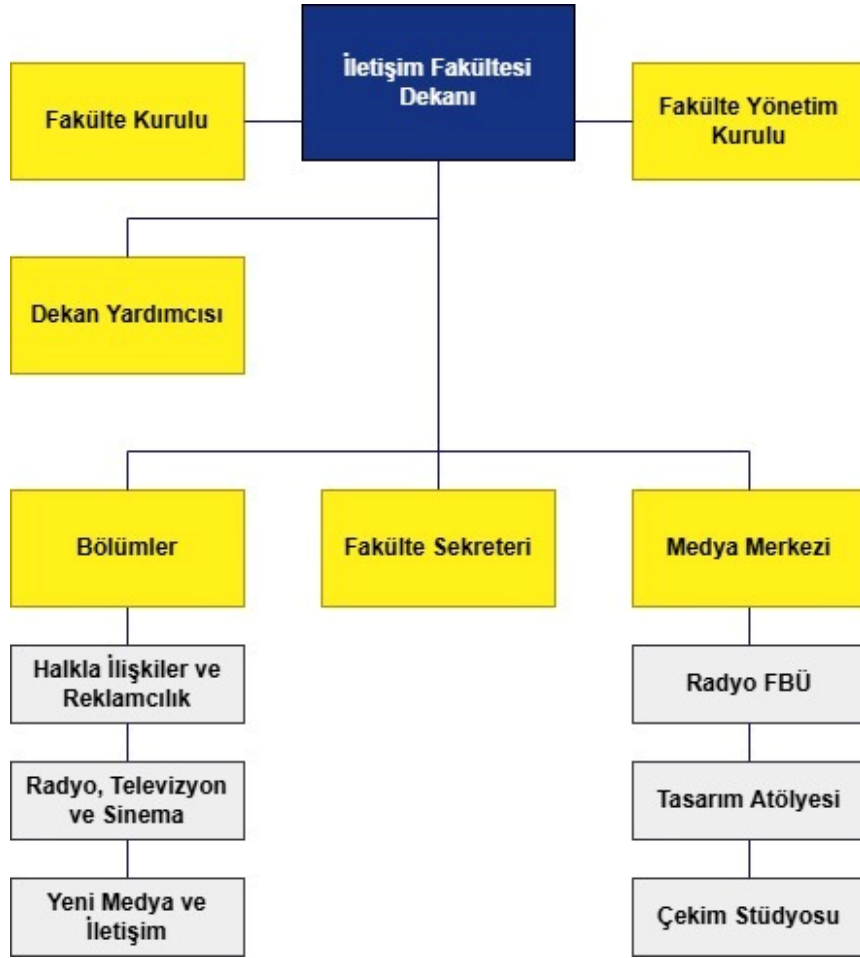 İletişim Fakültesi
Dekanı
Fakülte Kurulu
Fakülte Yönetim
Kurulu
Dekan Yardımcısı
Bölümler
Fakülte Sekreteri
Medya Merkezi
Halkla İlişkiler ve
Reklamcılık
Radyo, Televizyon
ve Sinema
Yeni Medya ve
İletişim
Radyo FBÜ
Tasarım Atölyesi
Çekim Stüdyosu